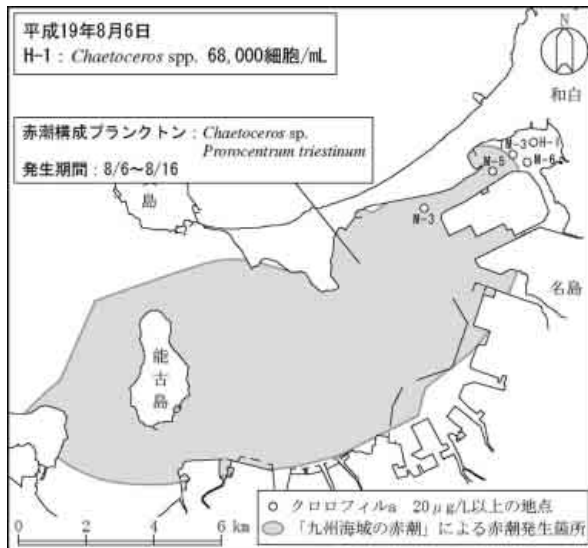 平成19年8月6日
H-1：Chaetoceros spp. 68,000細胞/mL
赤潮構成プランクトン：Chaetoceros sp.
Prorocentrum triestinum
発生期間：8/6～8/16
N
和白
M-3
H-1
M-5
M-6
M-3
島
名島
能古島
クロロフィルa 20μg/L以上の地点
「九州海域の赤潮」による赤潮発生箇所
0 2 4 6 km